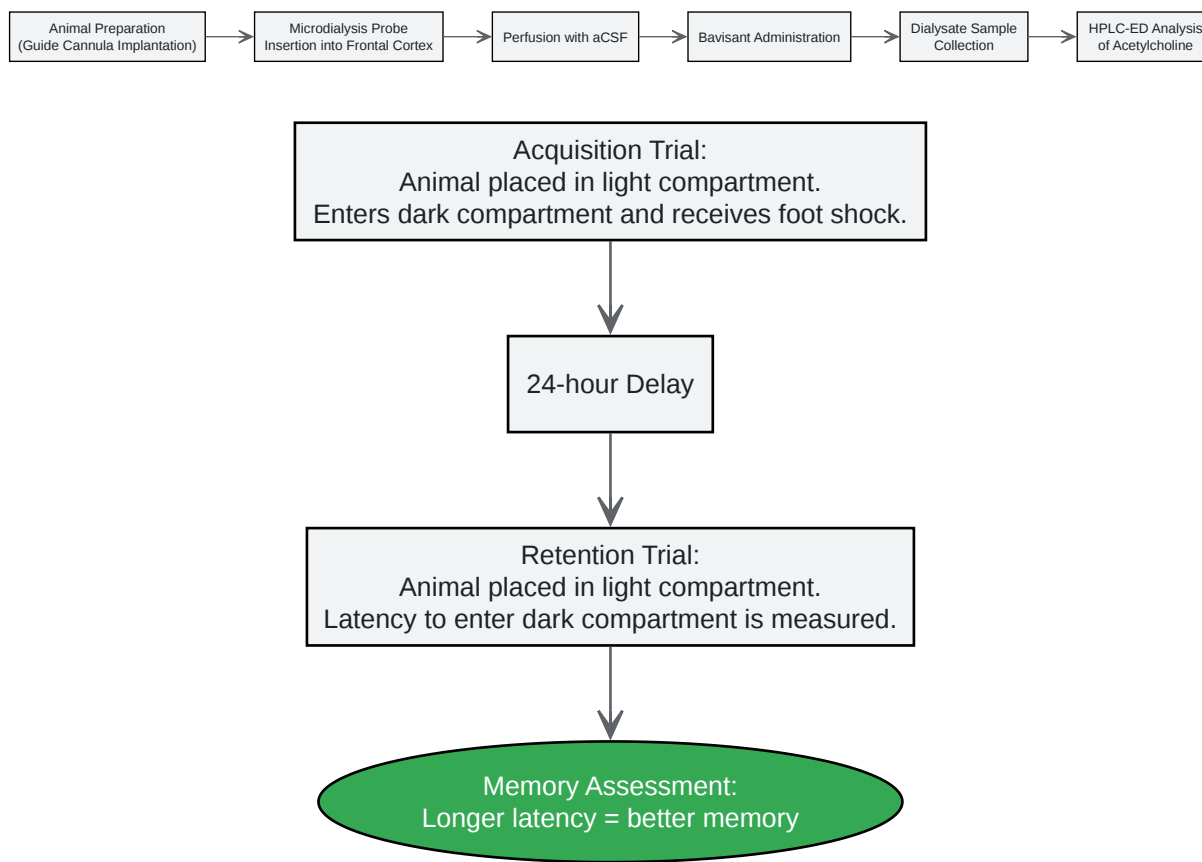 Animal Preparation
(Guide Cannula Implantation)
Microdialysis Probe
Insertion into Frontal Cortex
Perfusion with aCSF
Bavisant Administration
Dialysate Sample
Collection
HPLC-ED Analysis
of Acetylcholine
Acquisition Trial:
Animal placed in light compartment.
Enters dark compartment and receives foot shock.
24-hour Delay
Retention Trial:
Animal placed in light compartment.
Latency to enter dark compartment is measured.
Memory Assessment:
Longer latency = better memory